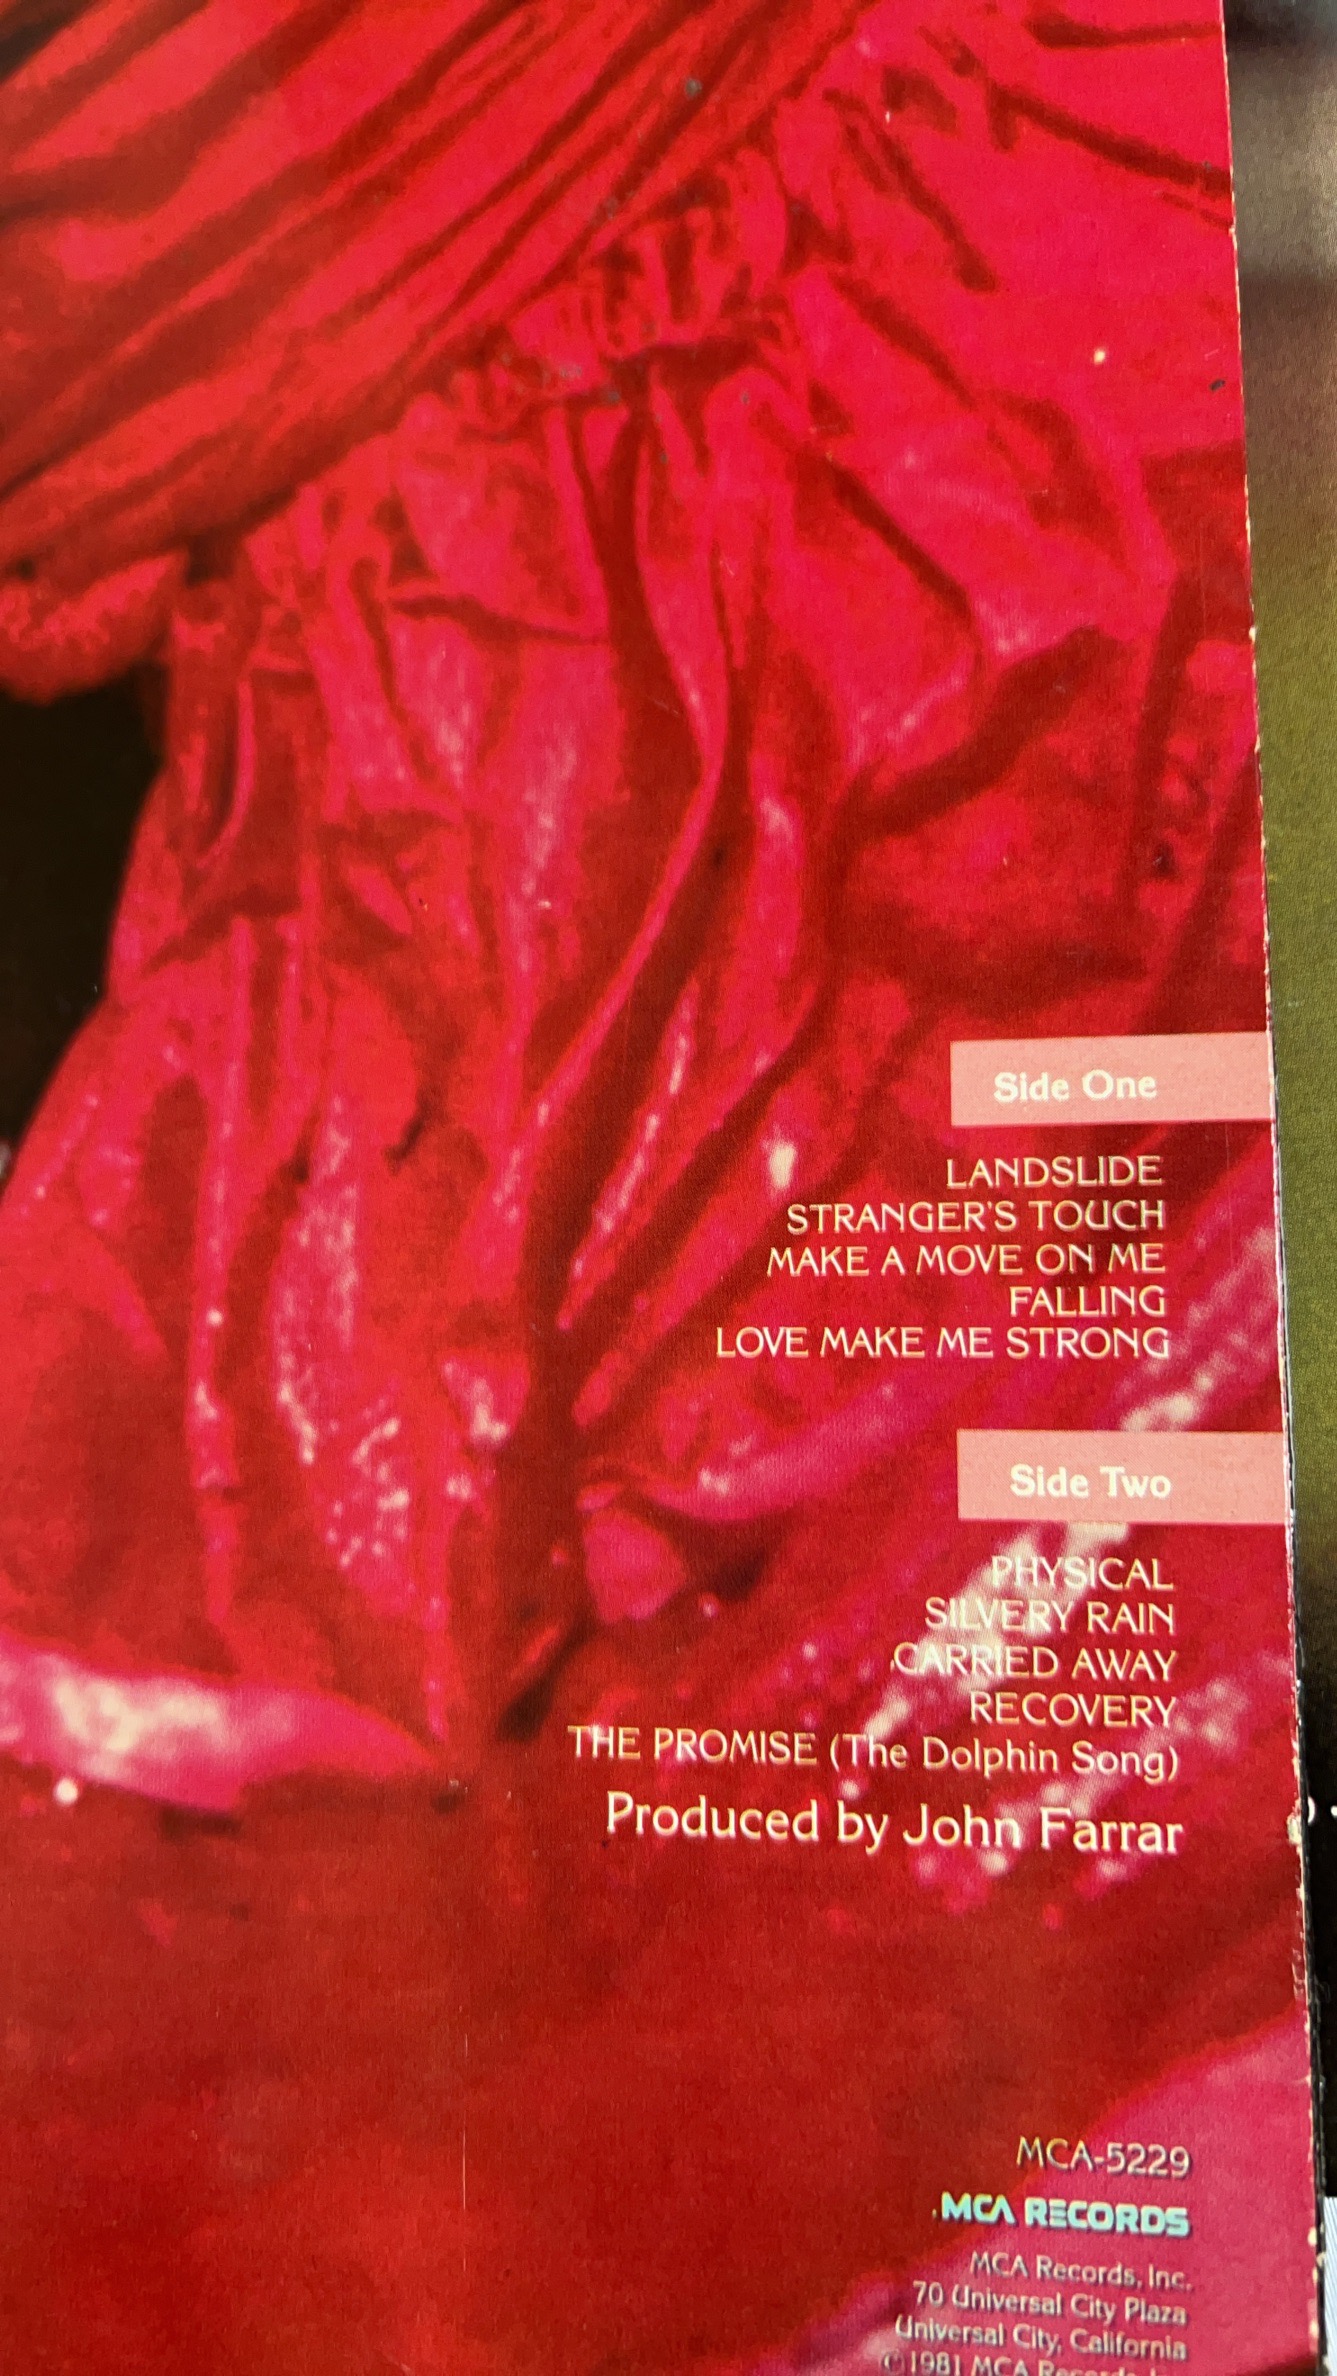 Side One
LANDSLIDE
STRANGER'S TOUCH
MAKE A MOVE ON ME
FALLING
LOVE MAKE ME STRONG
Side Two
PHYSICAL
SILVERY RAIN
CARRIED AWAY
RECOVERY
THE PROMISE (The Dolphin Song)
Produced by John Farrar
MCA-5229
MCA RECORDS
MCA Records, Inc.
70 Universal City Plaza
Universal City, California
©1981 MCA